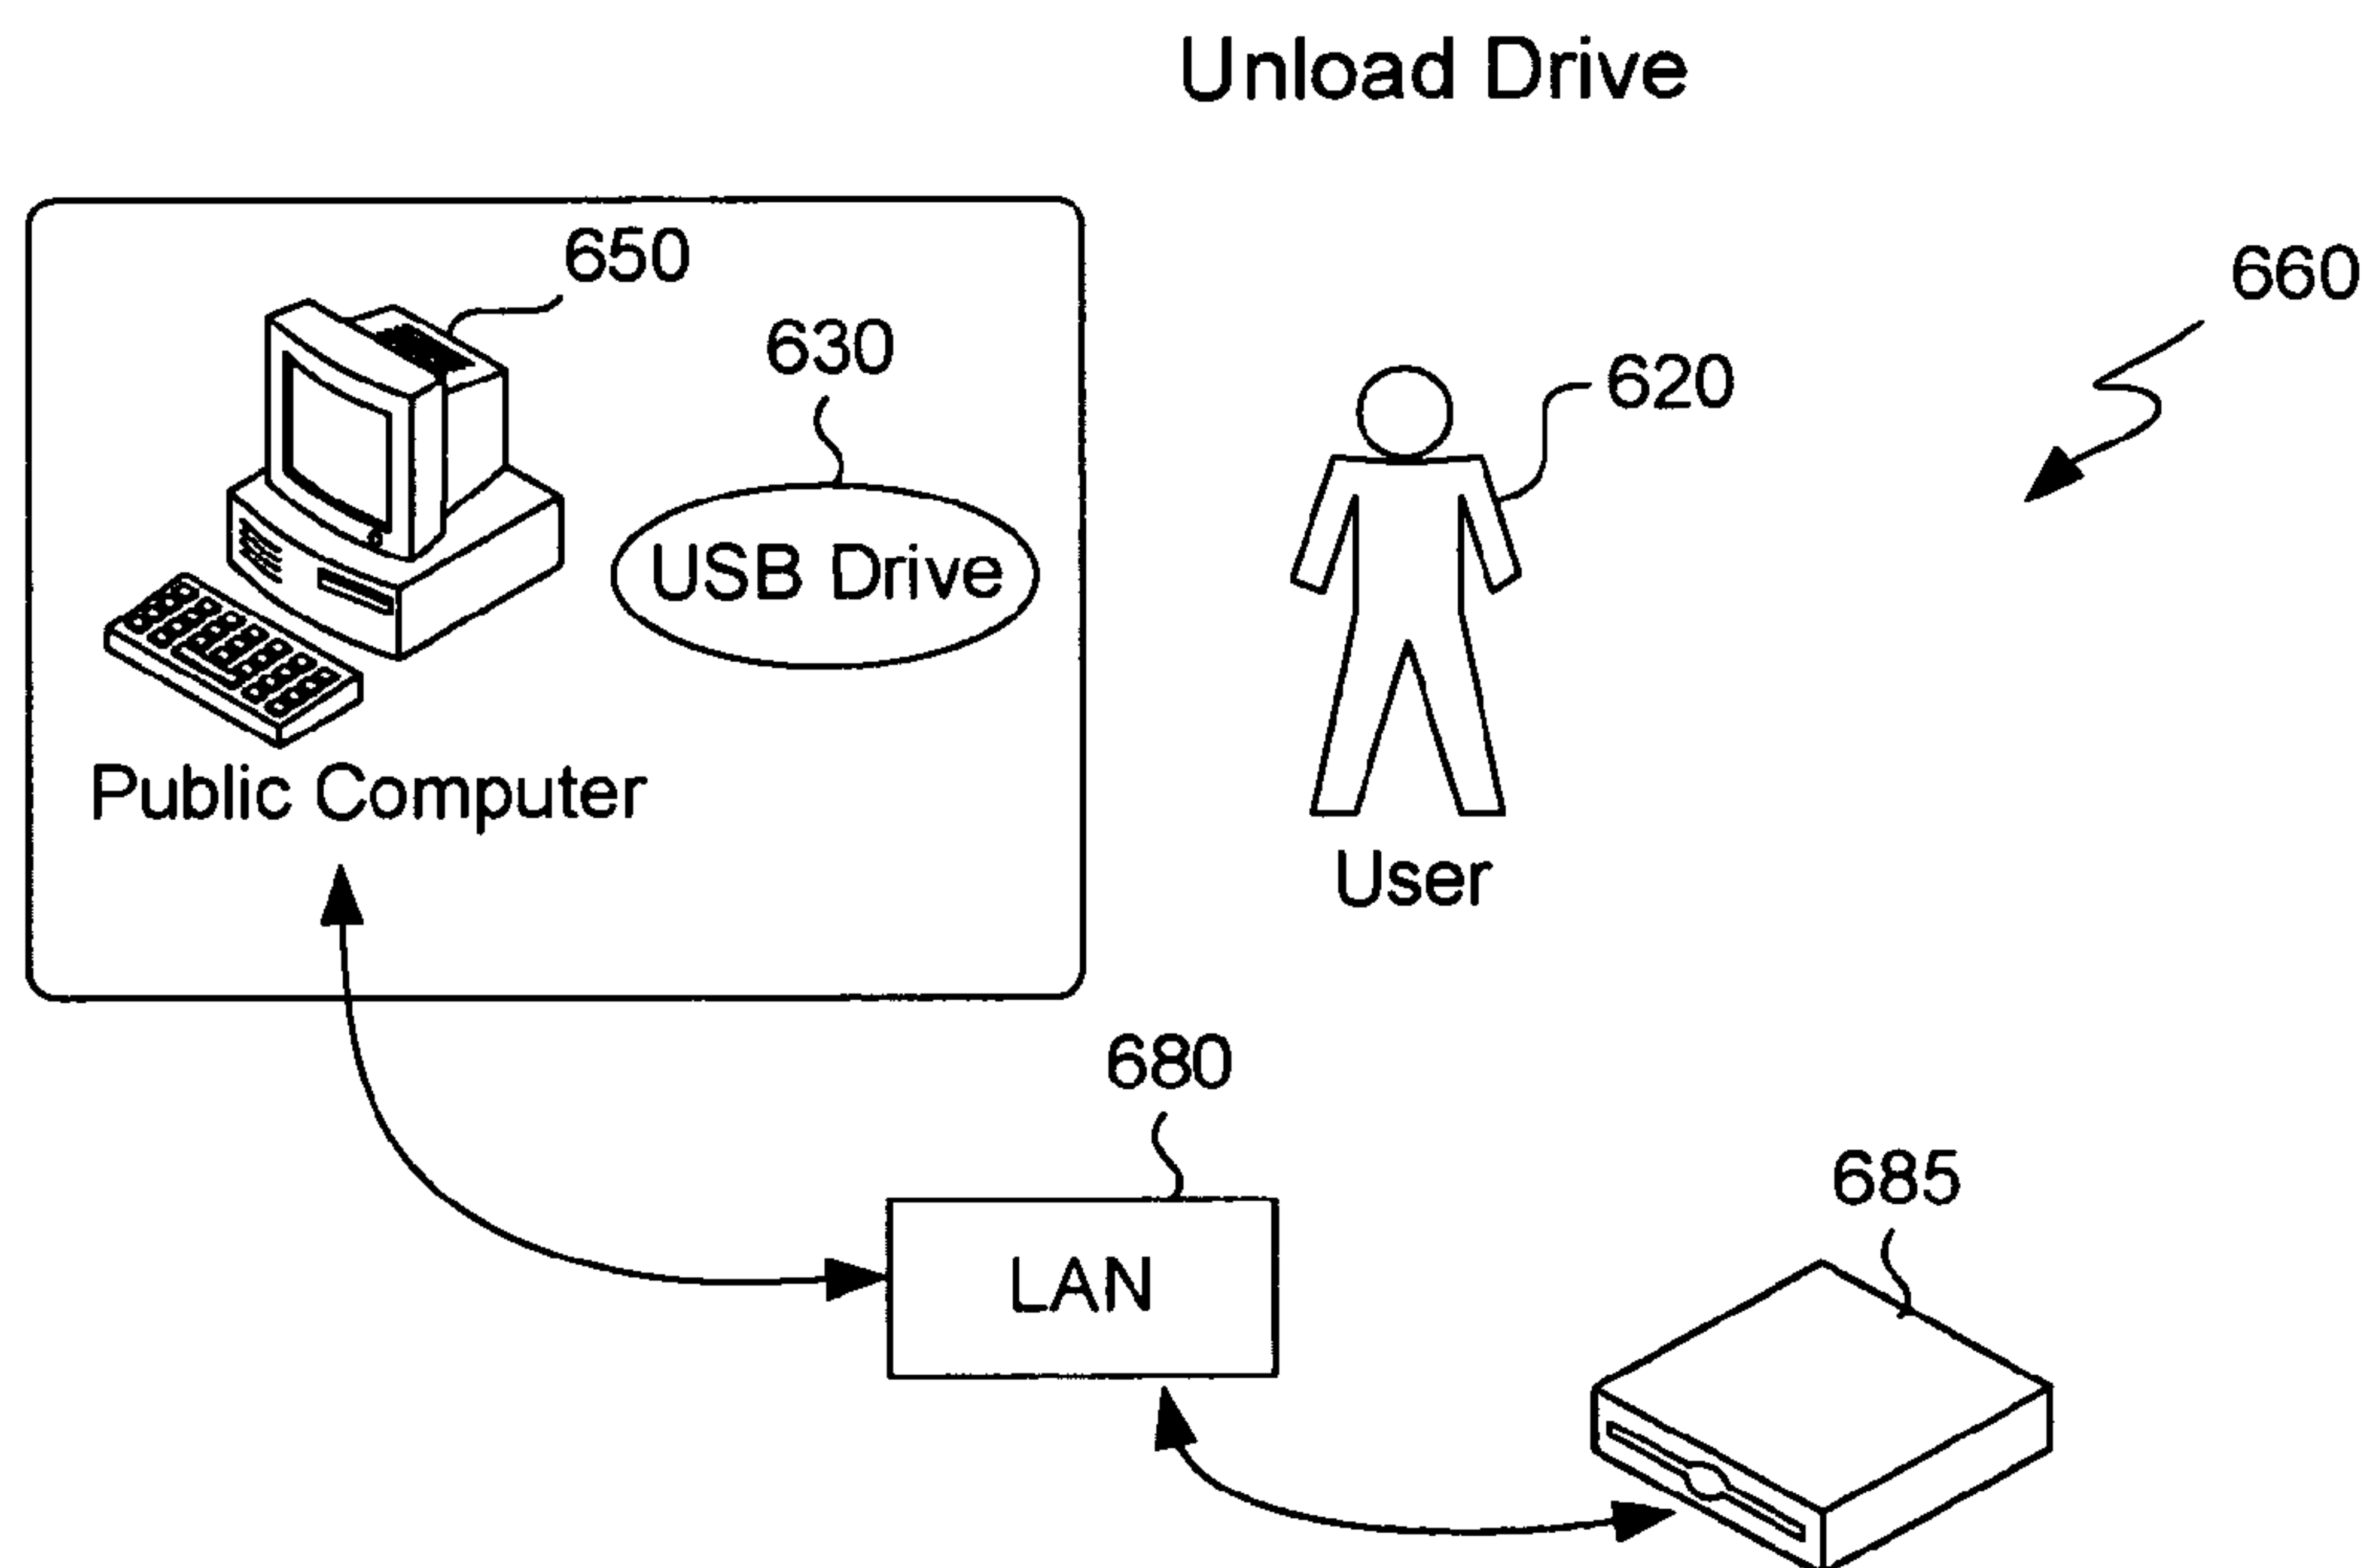 Unload Drive
650
660
630
620
USB Drive
Public Computer
User
680
685
LAN